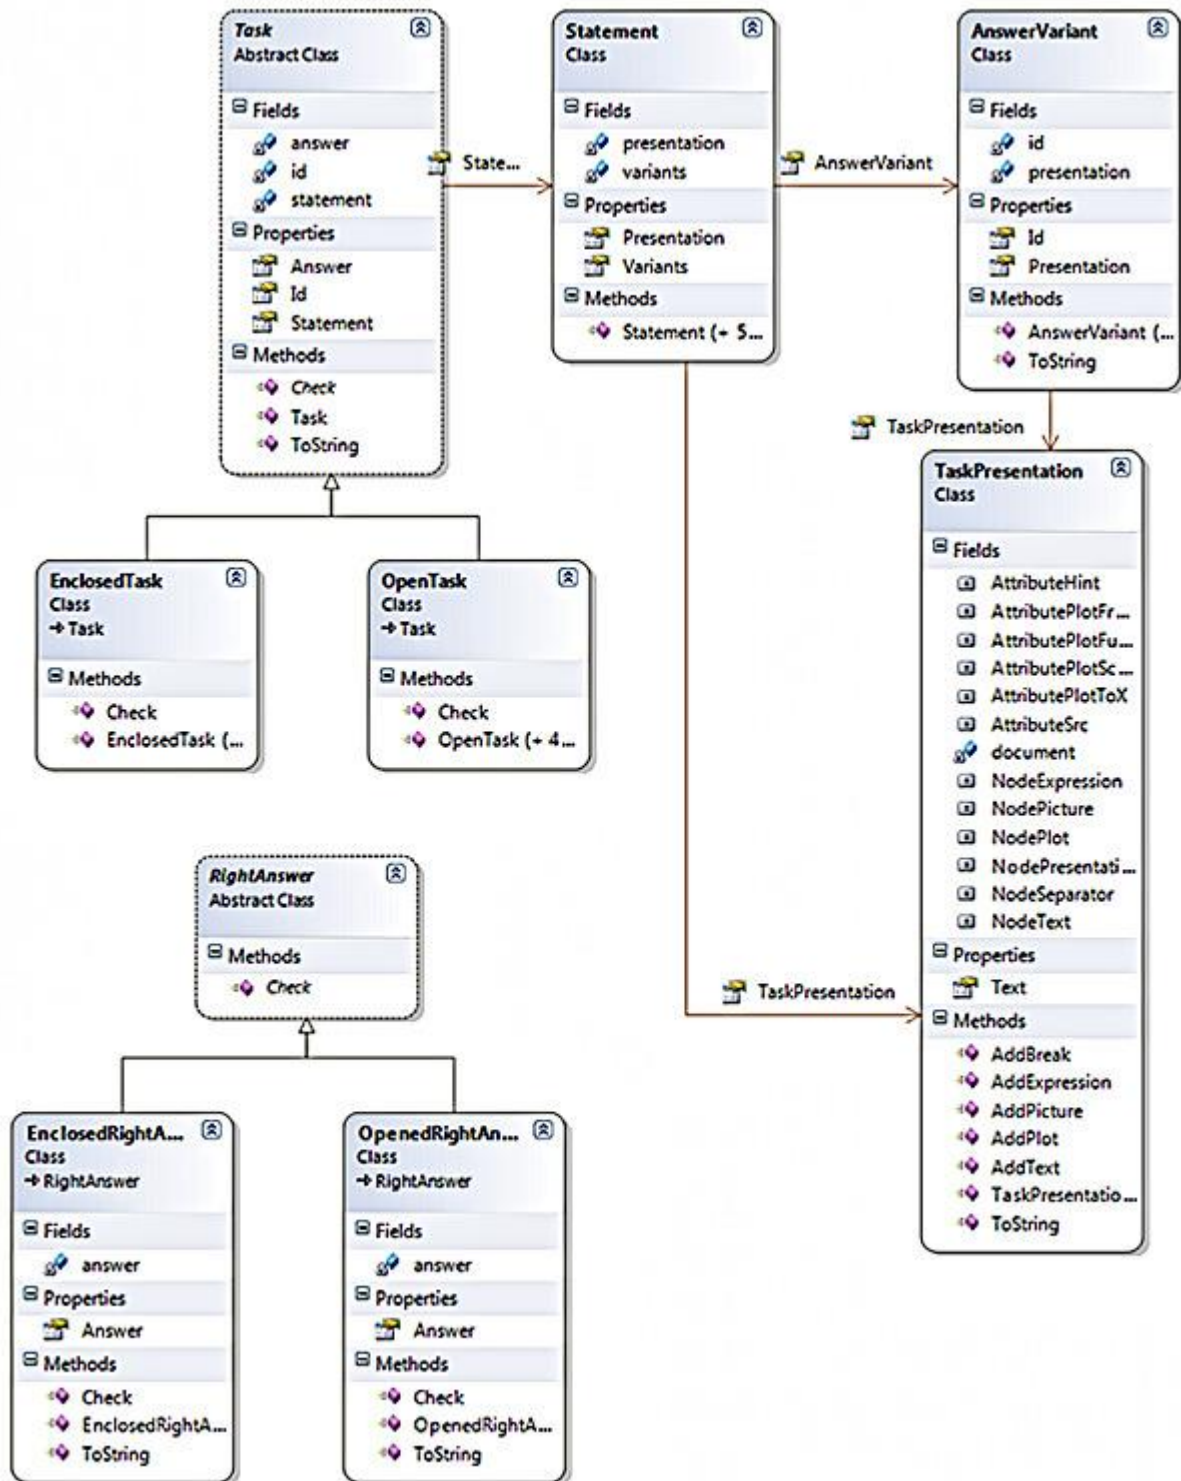 Task
Abstract Class
Fields
answer
id
statement
Properties
Answer
Id
Statement
Methods
Check
Task
ToString
State...
Statement
Class
Fields
presentation
variants
Properties
Presentation
Variants
Methods
Statement (+ 5...
AnswerVariant
AnswerVariant
Class
Fields
id
presentation
Properties
Id
Presentation
Methods
AnswerVariant (...
ToString
TaskPresentation
EnclosedTask
Class
Task
Methods
Check
EnclosedTask (...
OpenTask
Class
Task
Methods
Check
OpenTask (+ 4...
TaskPresentation
Class
Fields
AttributeHint
AttributePlotFr...
AttributePlotFu...
AttributePlotSc...
AttributePlotToX
AttributeSrc
document
NodeExpression
NodePicture
NodePlot
NodePresentati...
NodeSeparator
NodeText
Properties
Text
Methods
AddBreak
AddExpression
AddPicture
AddPlot
AddText
TaskPresentatio...
ToString
TaskPresentation
RightAnswer
Abstract Class
Methods
Check
EnclosedRightA...
Class
RightAnswer
Fields
answer
Properties
Answer
Methods
Check
EnclosedRightA...
ToString
OpenedRightAn...
Class
RightAnswer
Fields
answer
Properties
Answer
Methods
Check
OpenedRightA...
ToString